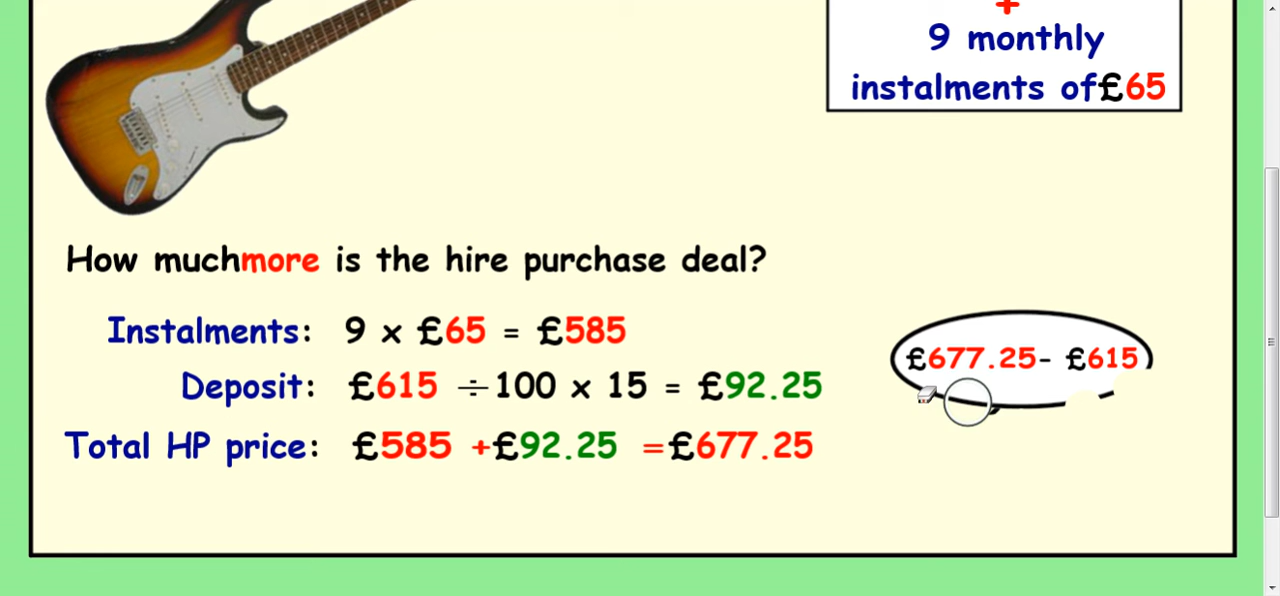 +
9 monthly
instalments of£65
How muchmore is the hire purchase deal?
Instalments: 9 x £65 = £585
£677.25- £615
Deposit: £615 ÷100 x 15 = £92.25
Total HP price: £585 +£92.25 =£677.25